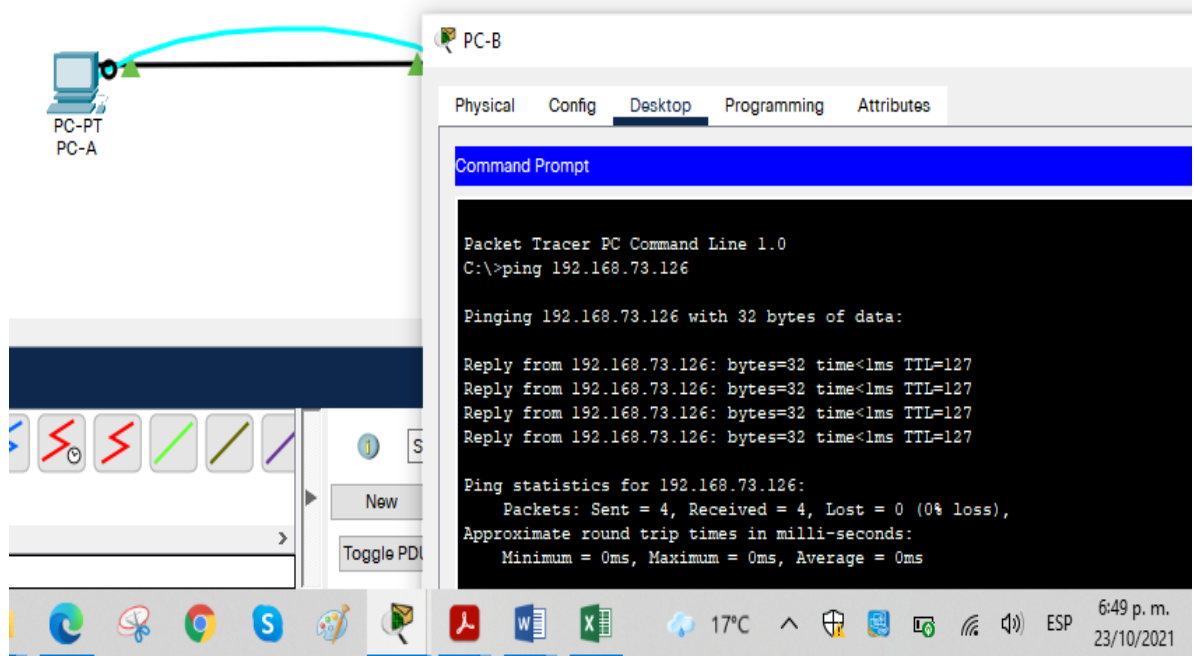 PC-PT
PC-A
PC-B
Physical Config Desktop Programming Attributes
Command Prompt
Packet Tracer PC Command Line 1.0
C:\>ping 192.168.73.126
Pinging 192.168.73.126 with 32 bytes of data:
Reply from 192.168.73.126: bytes=32 time<1ms TTL=127
Reply from 192.168.73.126: bytes=32 time<1ms TTL=127
Reply from 192.168.73.126: bytes=32 time<1ms TTL=127
Reply from 192.168.73.126: bytes=32 time<1ms TTL=127
Ping statistics for 192.168.73.126:
Packets: Sent = 4, Received = 4, Lost = 0 (0% loss),
Approximate round trip times in milli-seconds:
Minimum = 0ms, Maximum = 0ms, Average = 0ms
S
New
Toggle PDU
17°C
ESP
6:49 p. m.
23/10/2021